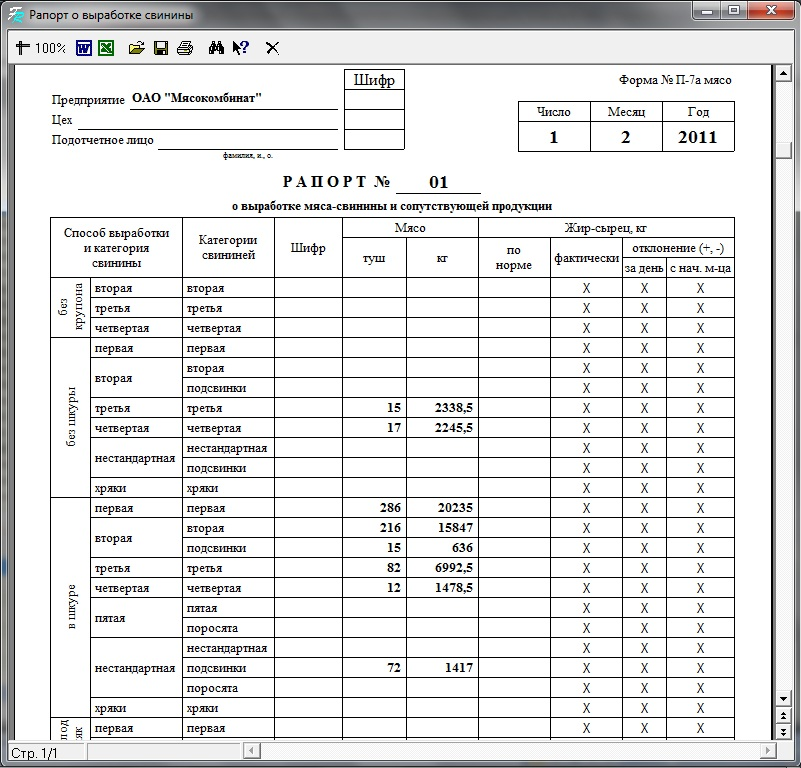 Рапорт о выработке свинины
100%
Шифр
Форма № П-7а мясо
Предприятие ОАО "Мясокомбинат"
Цех
Подотчетное лицо
фамилия, и., о.
Число Месяц Год
1 2 2011
РАПОРТ № 01
о выработке мяса-свинины и сопутствующей продукции
Способ выработки и категория свинины Категории свининей Шифр Мясо Жир-сырец, кг
туш кг по норме фактически отклонение (+, -)
за день с нач. м-ца
без крупона вторая вторая X X X
третья третья X X X
четвертая четвертая X X X
без шкуры первая первая X X X
вторая вторая X X X
подсвинки X X X
третья третья 15 2338,5 X X X
четвертая четвертая 17 2245,5 X X X
нестандартная нестандартная X X X
подсвинки X X X
хряки хряки X X X
в шкуре первая первая 286 20235 X X X
вторая вторая 216 15847 X X X
подсвинки 15 636 X X X
третья третья 82 6992,5 X X X
четвертая четвертая 12 1478,5 X X X
пятая пятая X X X
поросята X X X
нестандартная нестандартная X X X
подсвинки 72 1417 X X X
поросята X X X
хряки хряки X X X
первая первая X X X
Стр. 1/1